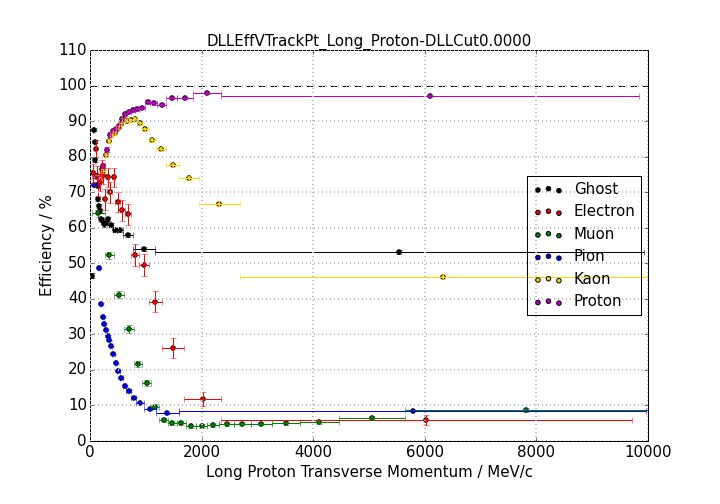 DLLEffVTrackPt_Long_Proton-DLLCut0.0000
110
100
90
80
70
60
50
40
30
20
10
0
Efficiency / %
Ghost
Electron
Muon
Pion
Kaon
Proton
0 2000 4000 6000 8000 10000
Long Proton Transverse Momentum / MeV/c